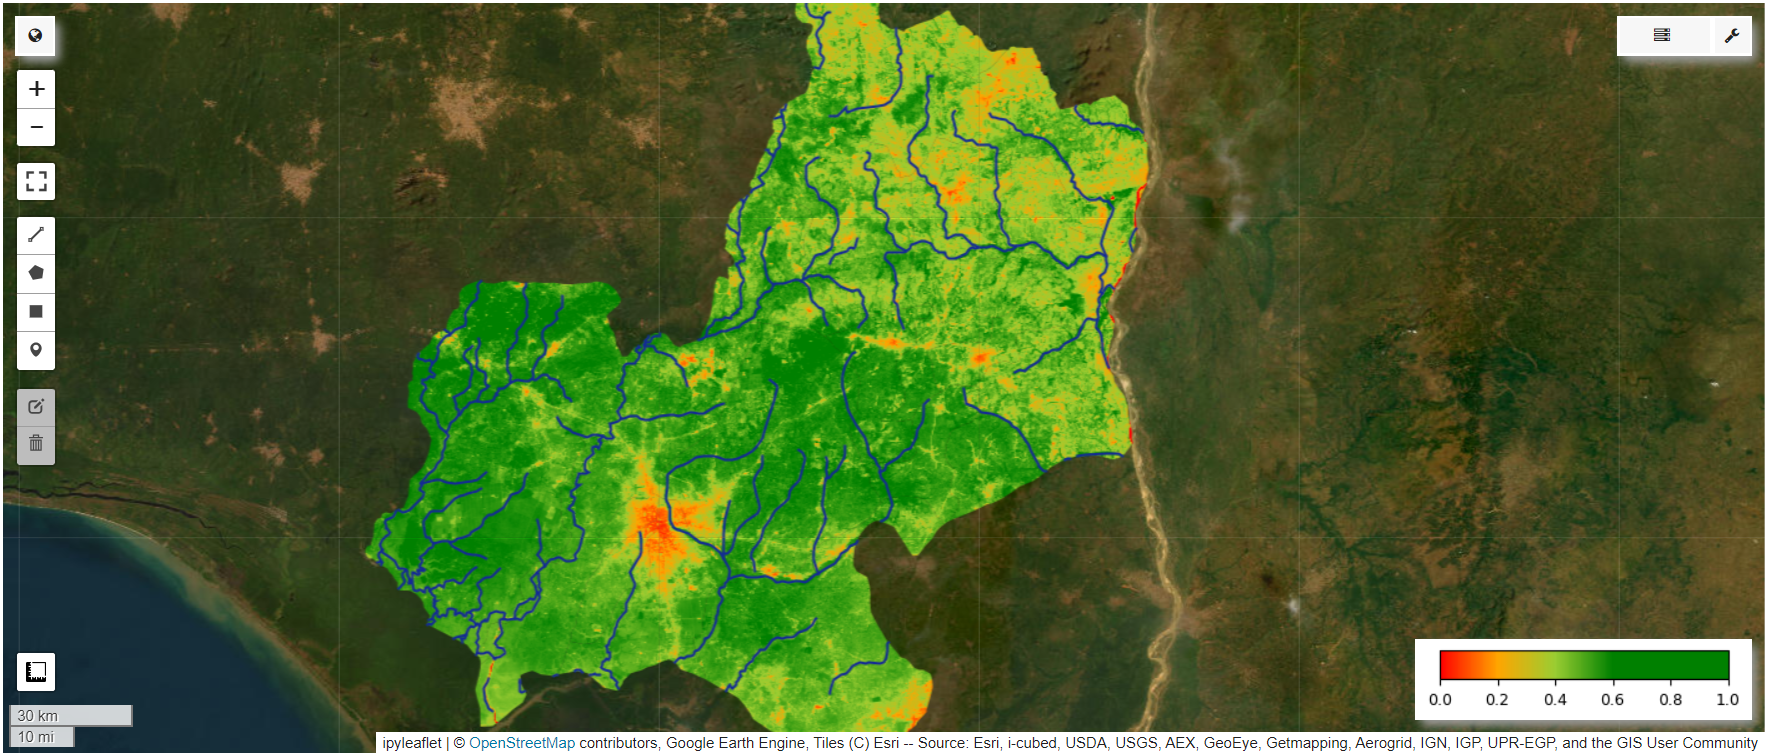 +
−
0.0 0.2 0.4 0.6 0.8 1.0
30 km
10 mi
ipyleaflet | © OpenStreetMap contributors, Google Earth Engine, Tiles (C) Esri -- Source: Esri, i-cubed, USDA, USGS, AEX, GeoEye, Getmapping, Aerogrid, IGN, IGP, UPR-EGP, and the GIS User Community